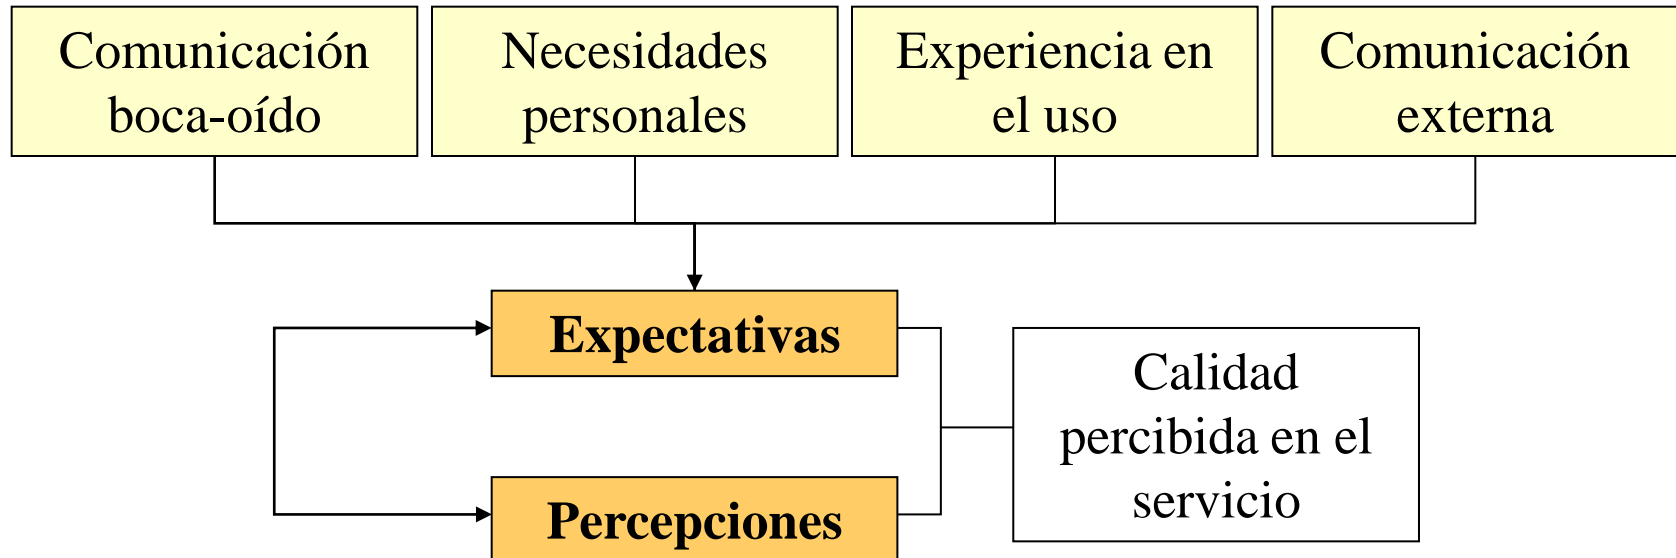 Comunicación
boca-oído
Necesidades
personales
Experiencia en
el uso
Comunicación
externa
Expectativas
Calidad
percibida en el
servicio
Percepciones